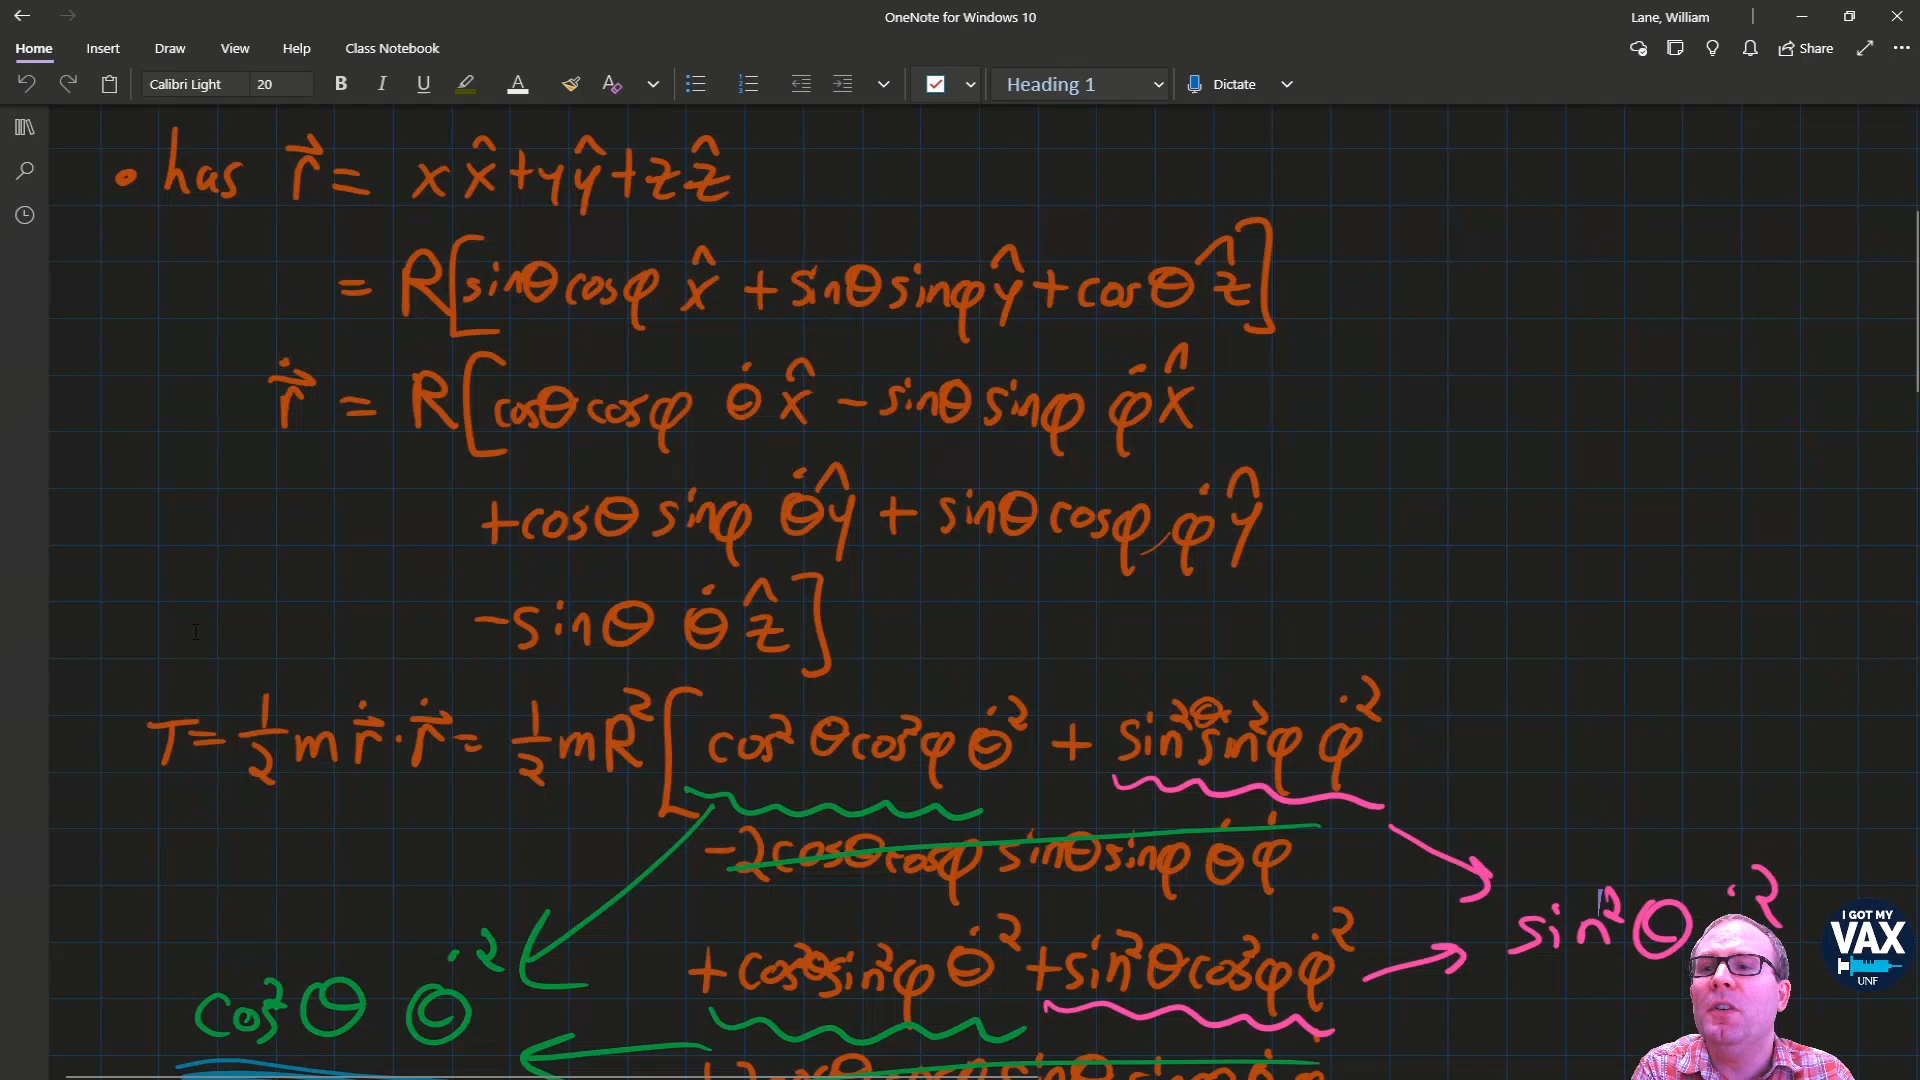 OneNote for Windows 10
Lane, William
Home Insert Draw View Help Class Notebook
Share
Calibri Light 20 B I U A Heading 1 Dictate
• has r⃗ = x x̂ + y ŷ + z ẑ
= R[sinθ cosφ x̂ + sinθ sinφ ŷ + cosθ ẑ]
r⃗̇ = R[cosθ cosφ θ̇ x̂ − sinθ sinφ φ̇ x̂
+cosθ sinφ θ̇ ŷ + sinθ cosφ φ̇ ŷ
−sinθ θ̇ ẑ]
T = 1/2 m r⃗̇ · r⃗̇ = 1/2 mR² [cos²θ cos²φ θ̇² + sin²θ sin²φ φ̇²
−2cosθ cosφ sinθ sinφ θ̇ φ̇
+cos²θ sin²φ θ̇² + sin²θ cos²φ φ̇²
sin²θ
cos²θ θ̇²
I GOT MY
VAX
UNF